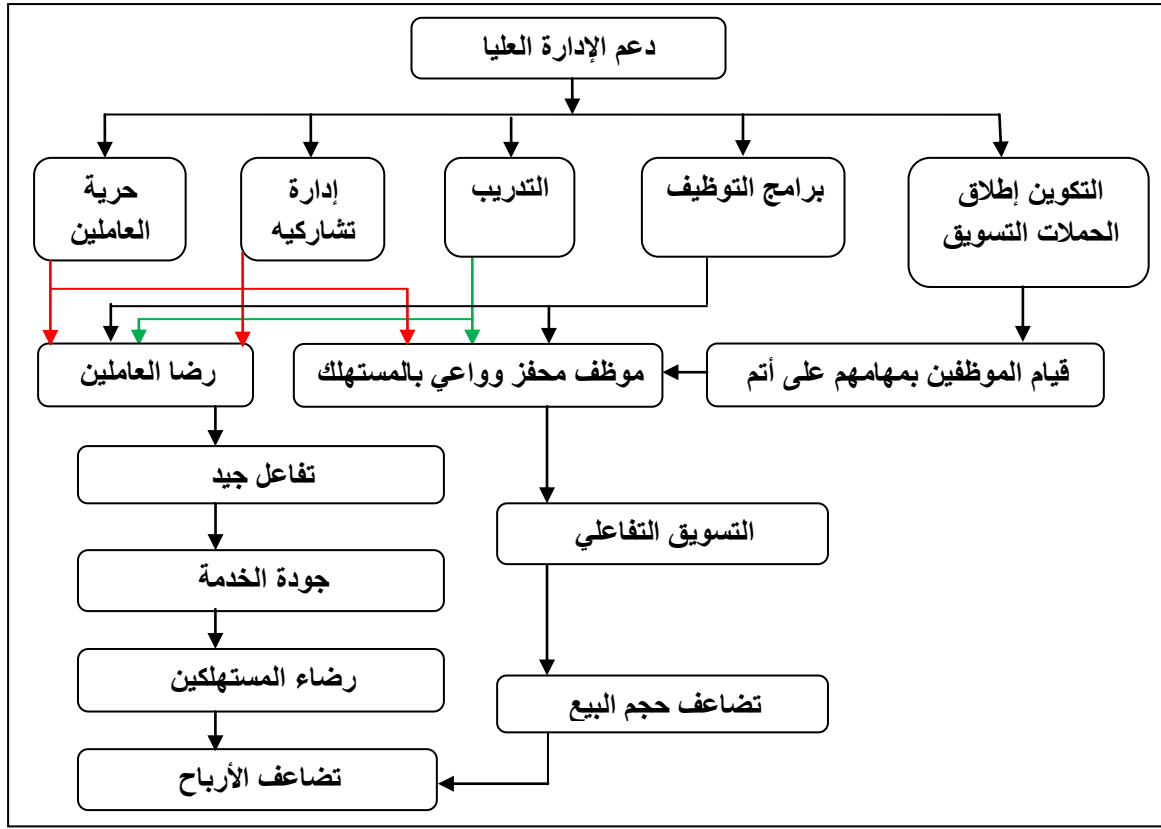 دعم الإدارة العليا
التكوين إطلاق
الحملات التسويق
برامج التوظيف
التدريب
إدارة
تشاركيه
حرية
العاملين
قيام الموظفين بمهامهم على أتم
موظف محفز وواعي بالمستهلك
رضا العاملين
تفاعل جيد
التسويق التفاعلي
جودة الخدمة
رضاء المستهلكين
تضاعف حجم البيع
تضاعف الأرباح